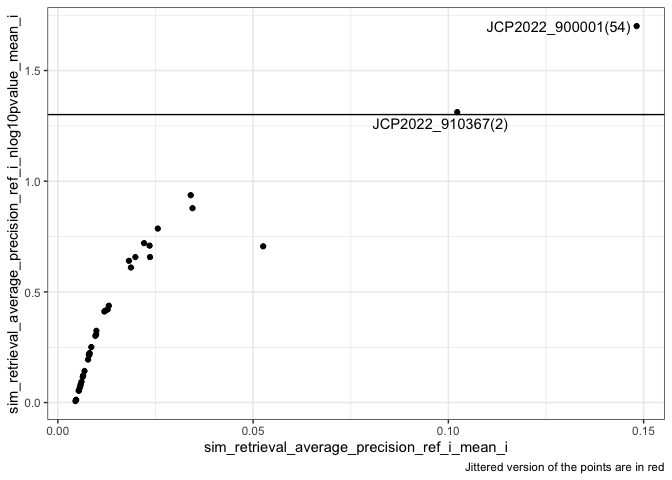 sim_retrieval_average_precision_ref_i_nlog10pvalue_mean_i
JCP2022_900001(54)
1.5
JCP2022_910367(2)
1.0
0.5
0.0
0.00
0.05
0.10
0.15
sim_retrieval_average_precision_ref_i_mean_i
Jittered version of the points are in red